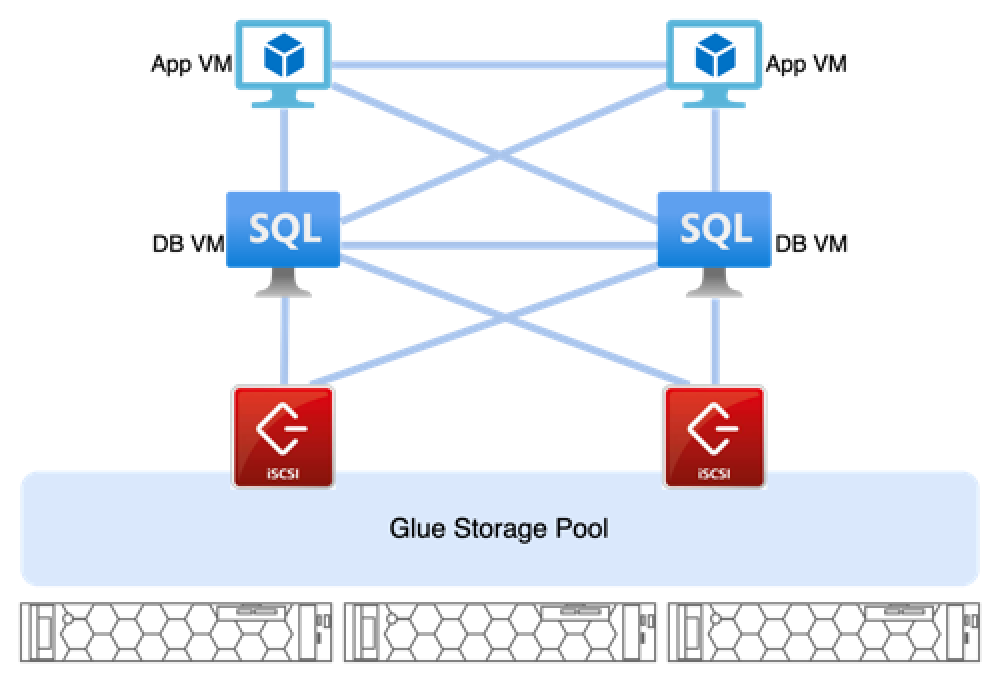 App VM
App VM
SQL
SQL
DB VM
DB VM
iSCSI
iSCSI
Glue Storage Pool